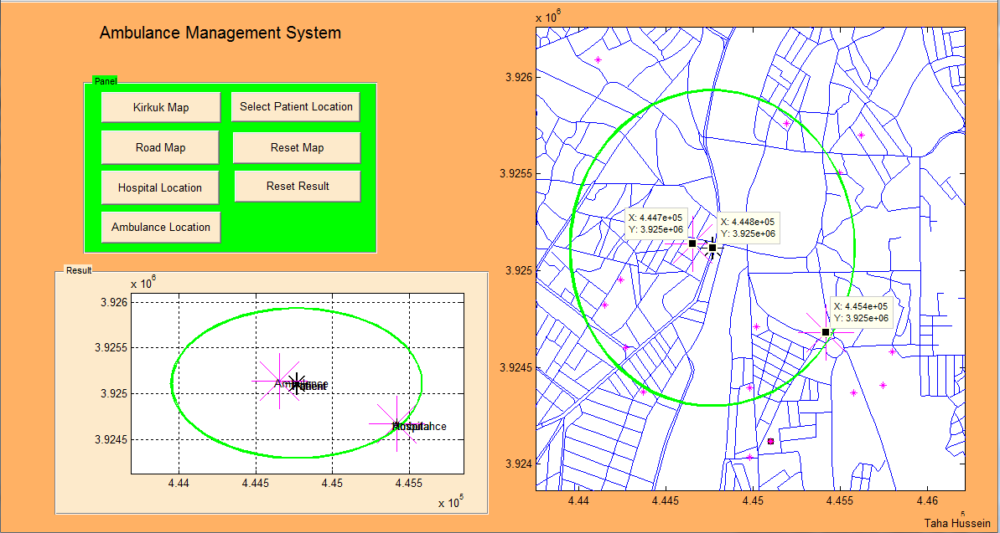 Ambulance Management System
Panel
Kirkuk Map
Select Patient Location
Road Map
Reset Map
Hospital Location
Reset Result
Ambulance Location
Result
x 10^6
3.926
3.9255
3.925
3.9245
4.44
4.445
4.45
4.455
x 10^5
Ambulance
Patient
x 10^6
3.926
3.9255
3.925
3.9245
3.924
X: 4.447e+05
Y: 3.925e+06
X: 4.448e+05
Y: 3.925e+06
X: 4.454e+05
Y: 3.925e+06
4.44
4.445
4.45
4.455
4.46
5
Taha Hussein